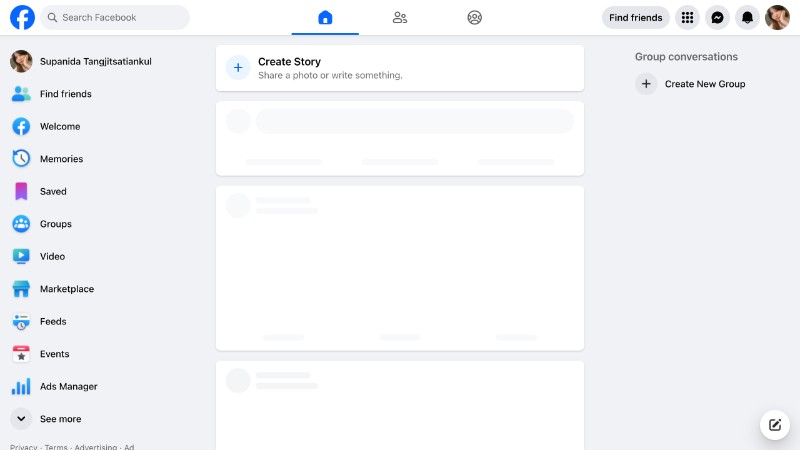 Search Facebook
Find friends
Supanida Tangjitsatiankul
Find friends
Welcome
Memories
Saved
Groups
Video
Marketplace
Feeds
Events
Ads Manager
See more
Privacy · Terms · Advertising · Ad
Create Story
Share a photo or write something.
Group conversations
Create New Group